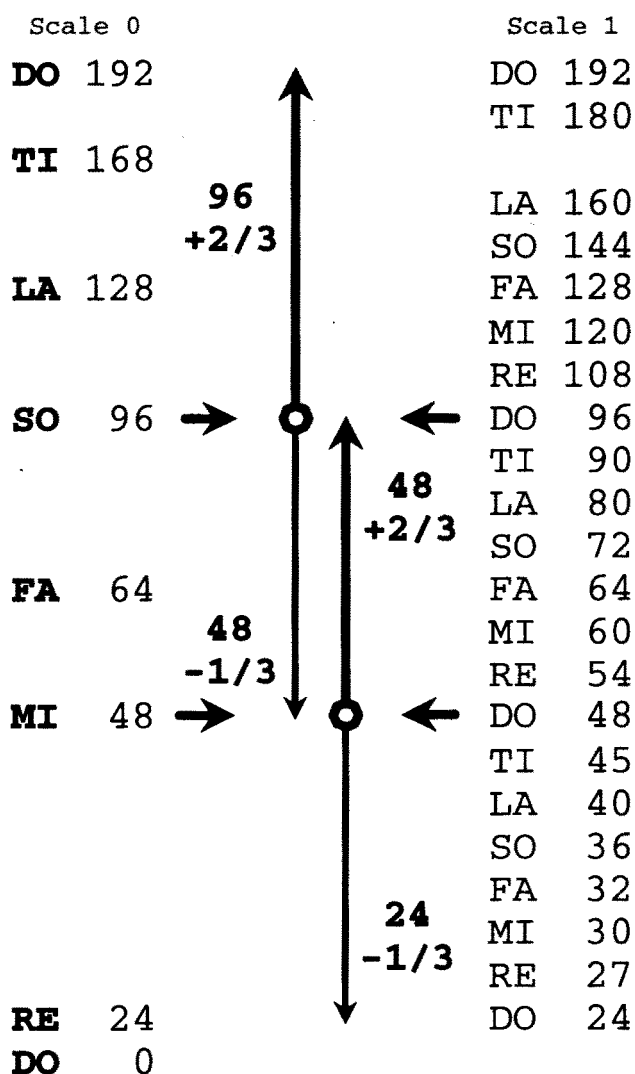 Scale 0 Scale 1
DO 192 DO 192
TI 180
TI 168
96 LA 160
+2/3 SO 144
LA 128 FA 128
MI 120
RE 108
SO 96 DO 96
TI 90
48 LA 80
+2/3 SO 72
FA 64 FA 64
48 MI 60
-1/3 RE 54
MI 48 DO 48
TI 45
LA 40
SO 36
FA 32
24 MI 30
-1/3 RE 27
RE 24 DO 24
DO 0